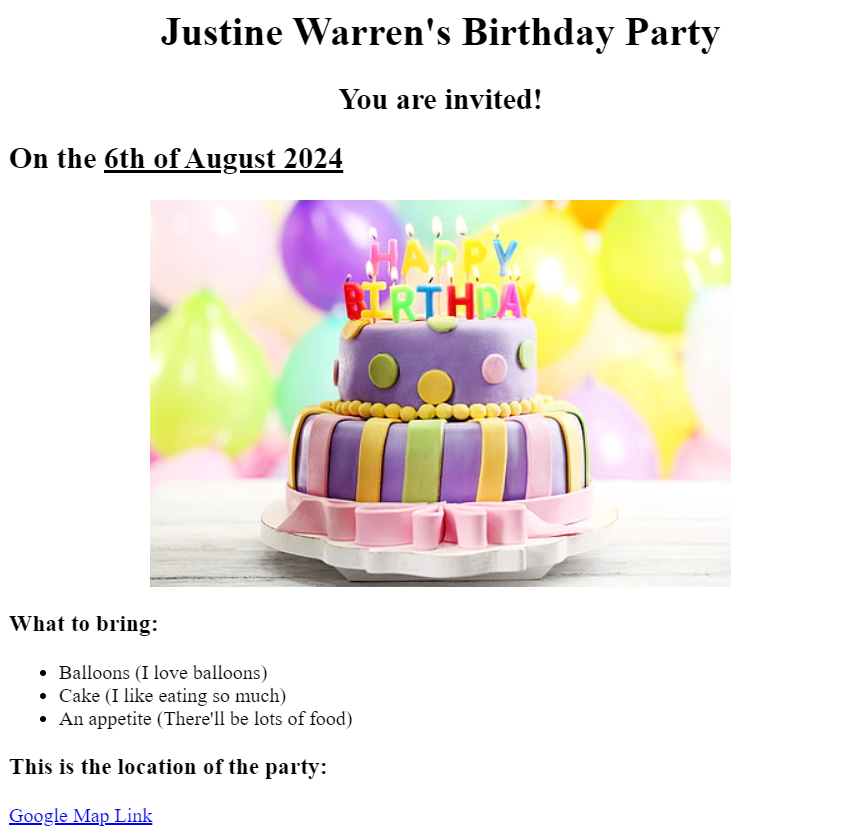 Justine Warren's Birthday Party
You are invited!
On the 6th of August 2024
HAPPY
BIRTHDAY
What to bring:
Balloons (I love balloons)
Cake (I like eating so much)
An appetite (There'll be lots of food)
This is the location of the party:
Google Map Link